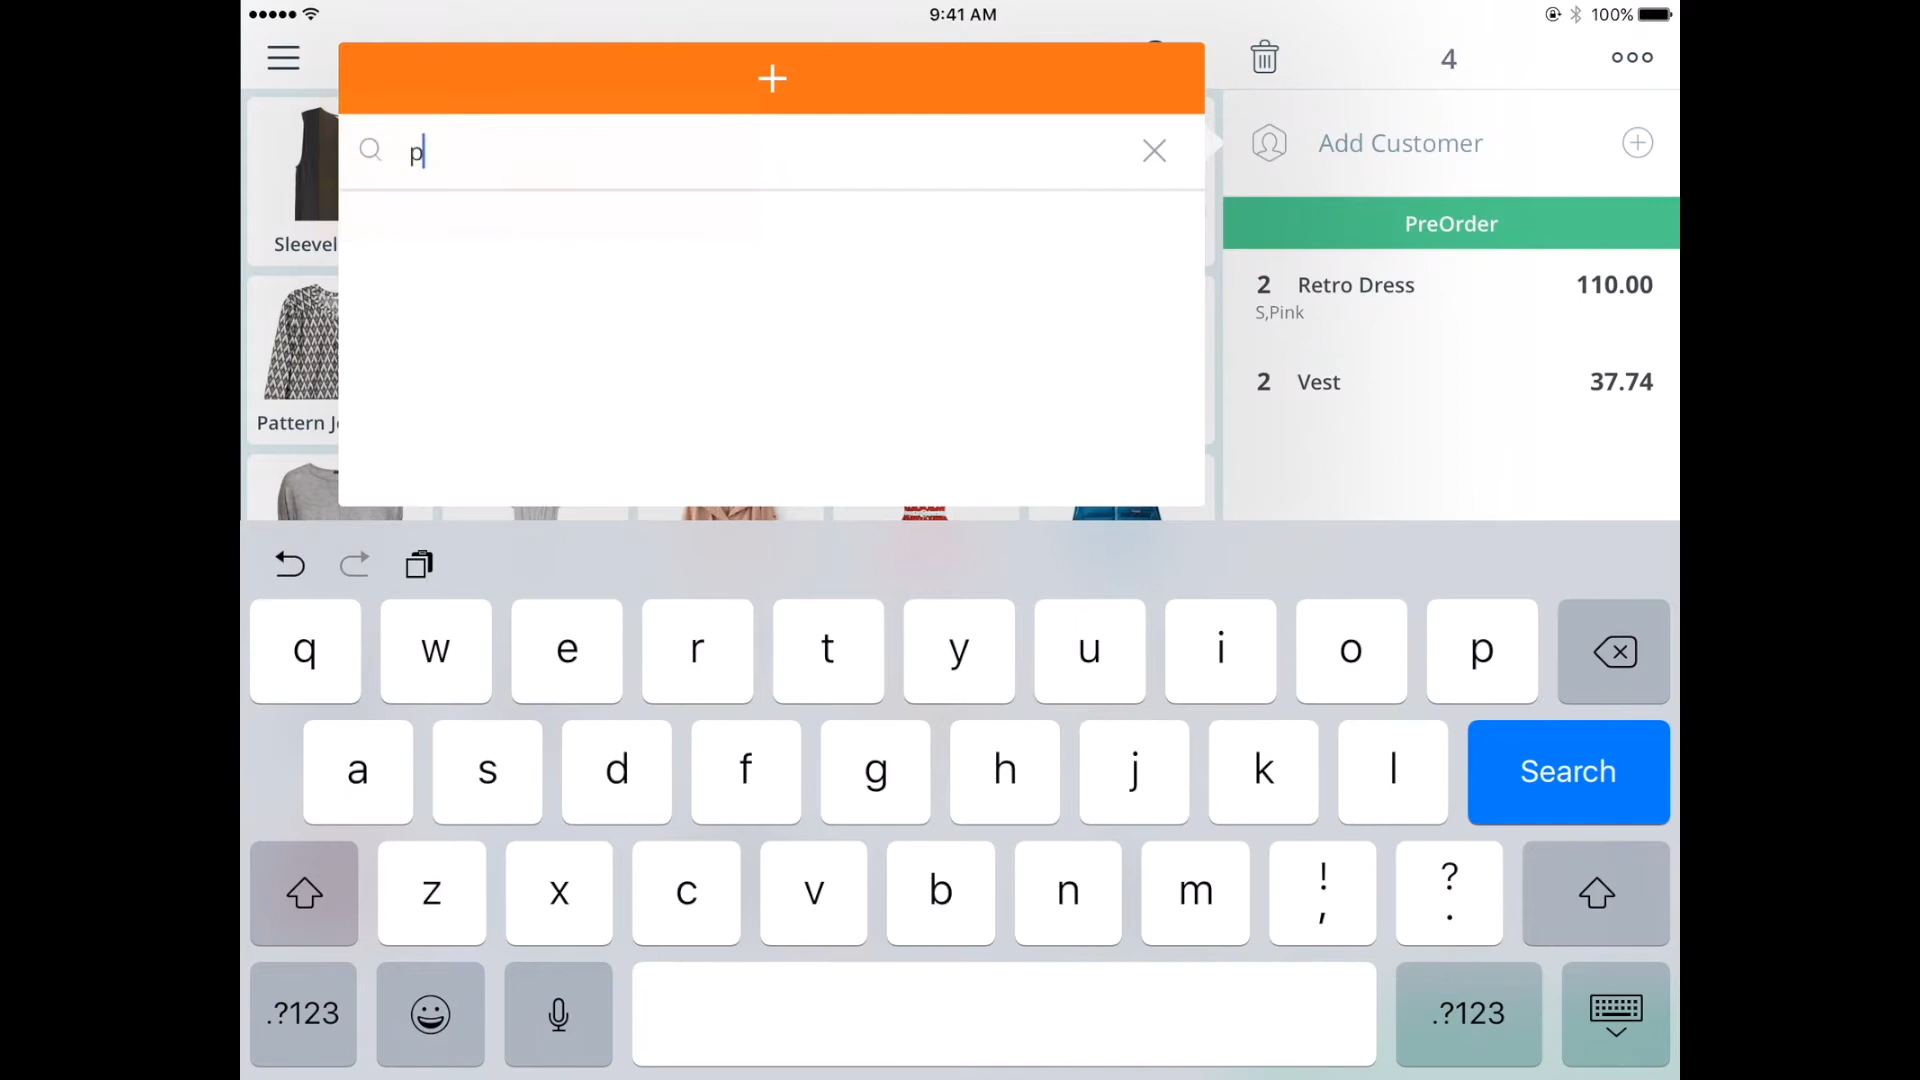 9:41 AM
100%
4
p
Add Customer
PreOrder
Sleevel
2 Retro Dress 110.00
S,Pink
2 Vest 37.74
Pattern J
q w e r t y u i o p
a s d f g h j k l Search
z x c v b n m ! , ? .
.?123 .?123